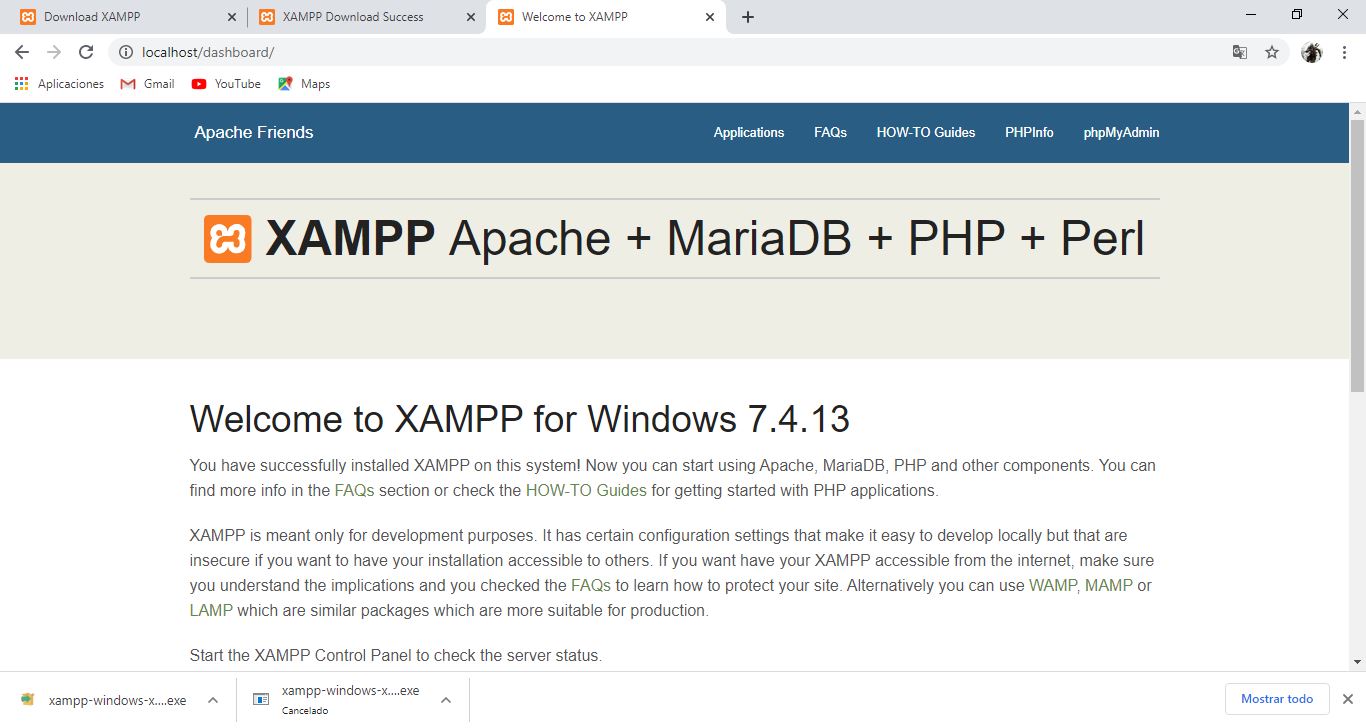 Download XAMPP
XAMPP Download Success
Welcome to XAMPP
localhost/dashboard/
Aplicaciones
Gmail
YouTube
Maps
Apache Friends
Applications
FAQs
HOW-TO Guides
PHPInfo
phpMyAdmin
XAMPP Apache + MariaDB + PHP + Perl
Welcome to XAMPP for Windows 7.4.13
You have successfully installed XAMPP on this system! Now you can start using Apache, MariaDB, PHP and other components. You can
find more info in the FAQs section or check the HOW-TO Guides for getting started with PHP applications.
XAMPP is meant only for development purposes. It has certain configuration settings that make it easy to develop locally but that are
insecure if you want to have your installation accessible to others. If you want have your XAMPP accessible from the internet, make sure
you understand the implications and you checked the FAQs to learn how to protect your site. Alternatively you can use WAMP, MAMP or
LAMP which are similar packages which are more suitable for production.
Start the XAMPP Control Panel to check the server status.
xampp-windows-x....exe
xampp-windows-x....exe
Cancelado
Mostrar todo